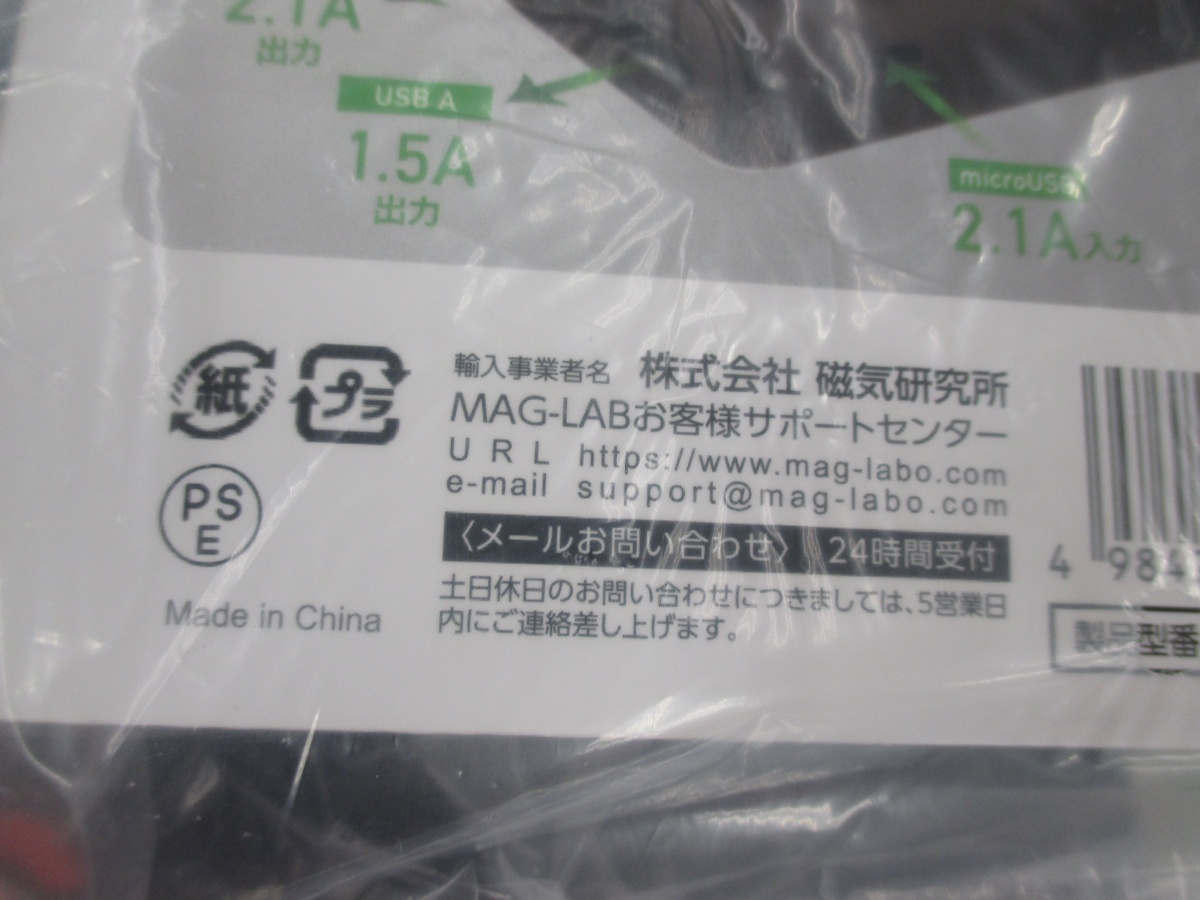 2.1A
出力
USB A
1.5A
出力
microUSB
2.1A入力
紙
プラ
PS
E
Made in China
輸入事業者名 株式会社 磁気研究所
MAG-LABお客様サポートセンター
URL https://www.mag-labo.com
e-mail support@mag-labo.com
〈メールお問い合わせ〉 24時間受付
土日休日のお問い合わせにつきましては、5営業日
内にご連絡差し上げます。
4 984
製品型番